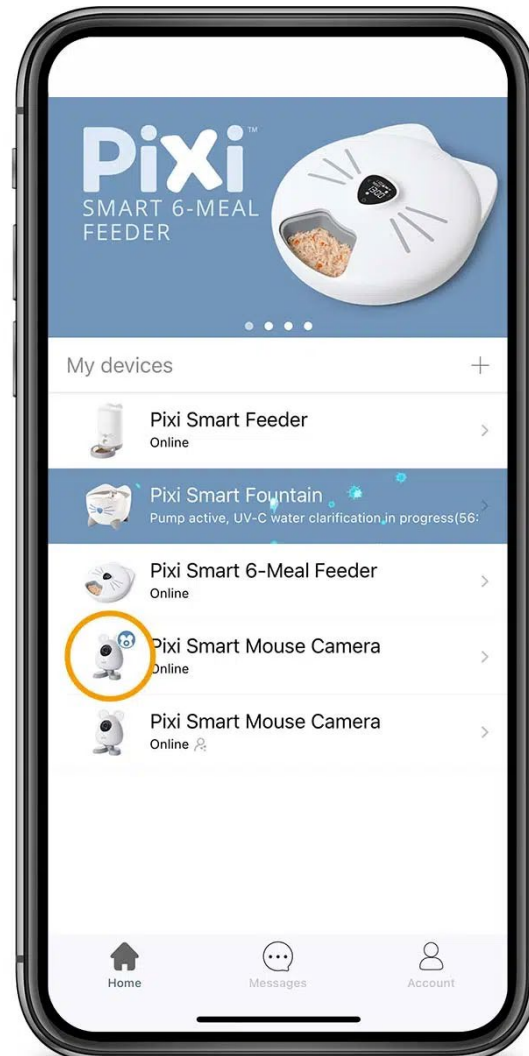 PiXi™
SMART 6-MEAL
FEEDER
My devices
Pixi Smart Feeder
Online
Pixi Smart Fountain
Pump active, UV-C water clarification in progress(56:
Pixi Smart 6-Meal Feeder
Online
Pixi Smart Mouse Camera
Online
Pixi Smart Mouse Camera
Online
Home
Messages
Account